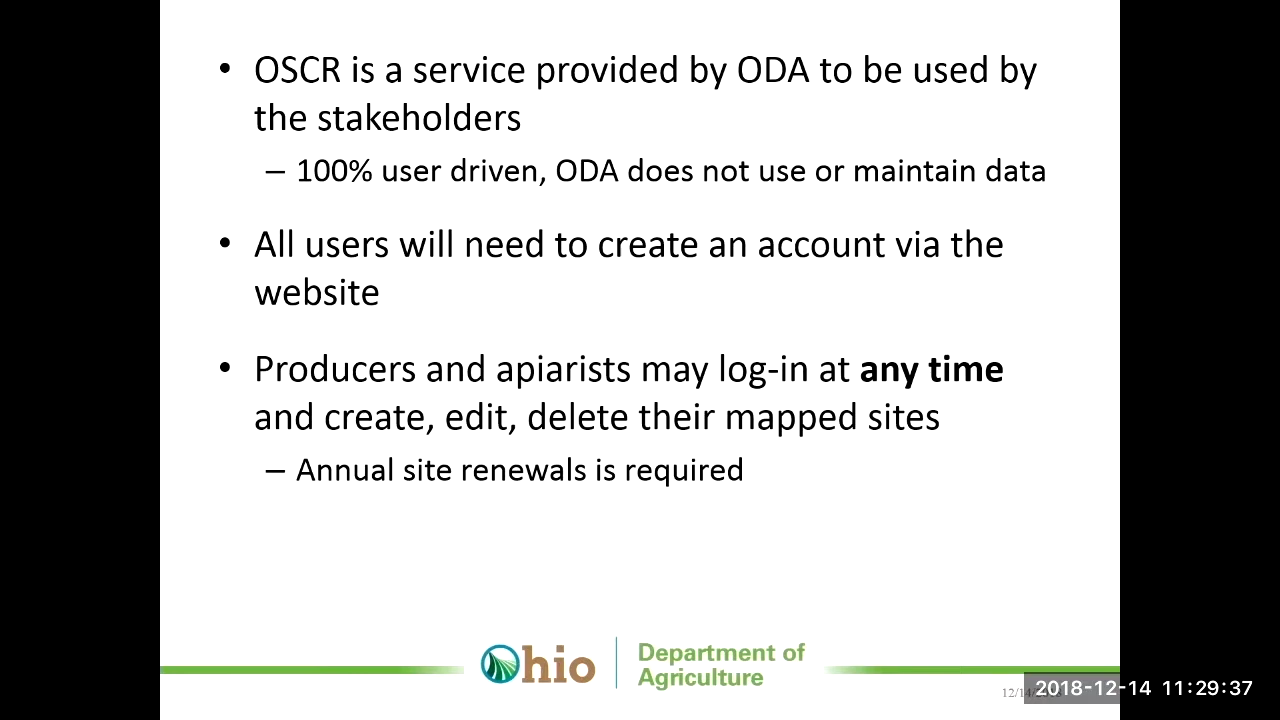 • OSCR is a service provided by ODA to be used by
the stakeholders
– 100% user driven, ODA does not use or maintain data
• All users will need to create an account via the
website
• Producers and apiarists may log-in at any time
and create, edit, delete their mapped sites
– Annual site renewals is required
Ohio
Department of
Agriculture
2018-12-14 11:29:37